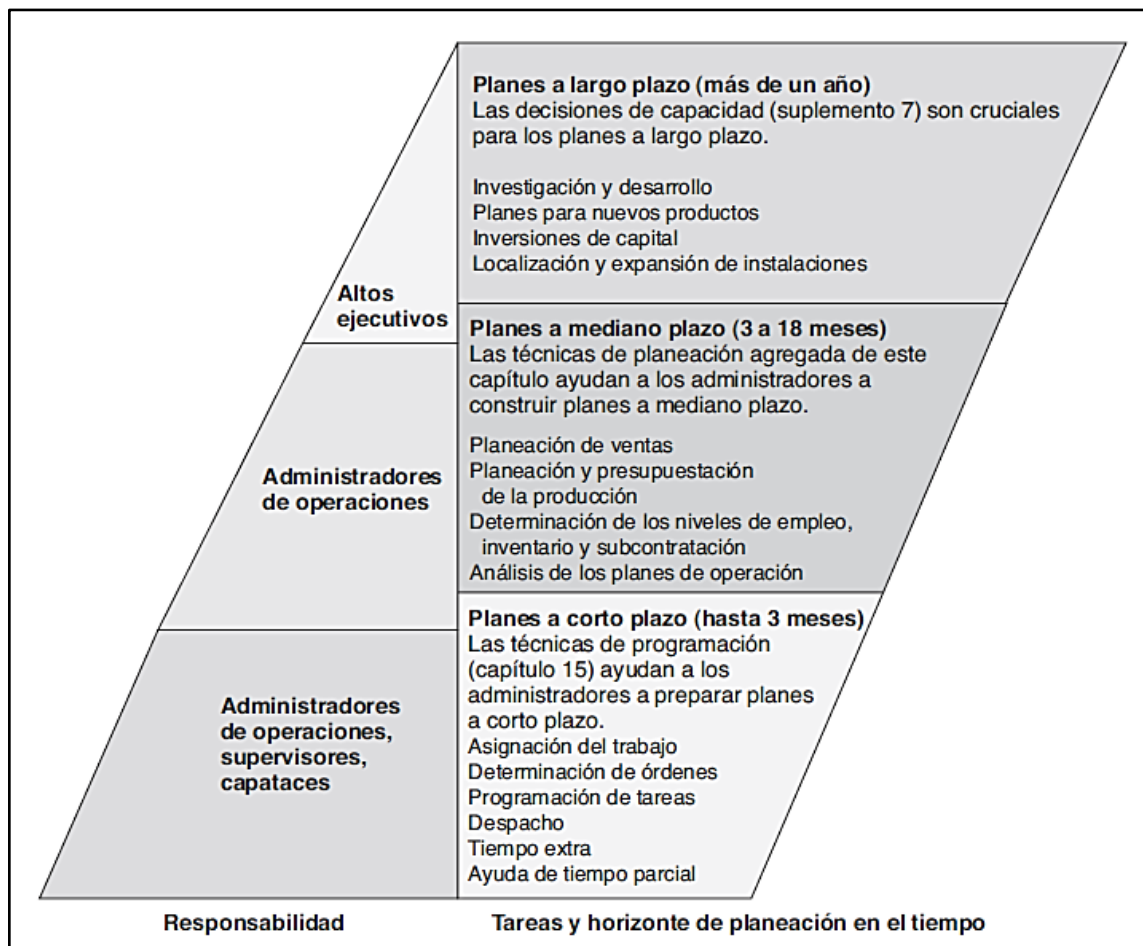 Planes a largo plazo (más de un año)
Las decisiones de capacidad (suplemento 7) son cruciales
para los planes a largo plazo.
Investigación y desarrollo
Planes para nuevos productos
Inversiones de capital
Localización y expansión de instalaciones
Altos
ejecutivos
Planes a mediano plazo (3 a 18 meses)
Las técnicas de planeación agregada de este
capítulo ayudan a los administradores a
construir planes a mediano plazo.
Planeación de ventas
Planeación y presupuestación
de la producción
Determinación de los niveles de empleo,
inventario y subcontratación
Análisis de los planes de operación
Administradores
de operaciones
Planes a corto plazo (hasta 3 meses)
Las técnicas de programación
(capítulo 15) ayudan a los
administradores a preparar planes
a corto plazo.
Asignación del trabajo
Determinación de órdenes
Programación de tareas
Despacho
Tiempo extra
Ayuda de tiempo parcial
Administradores
de operaciones,
supervisores,
capataces
Responsabilidad
Tareas y horizonte de planeación en el tiempo